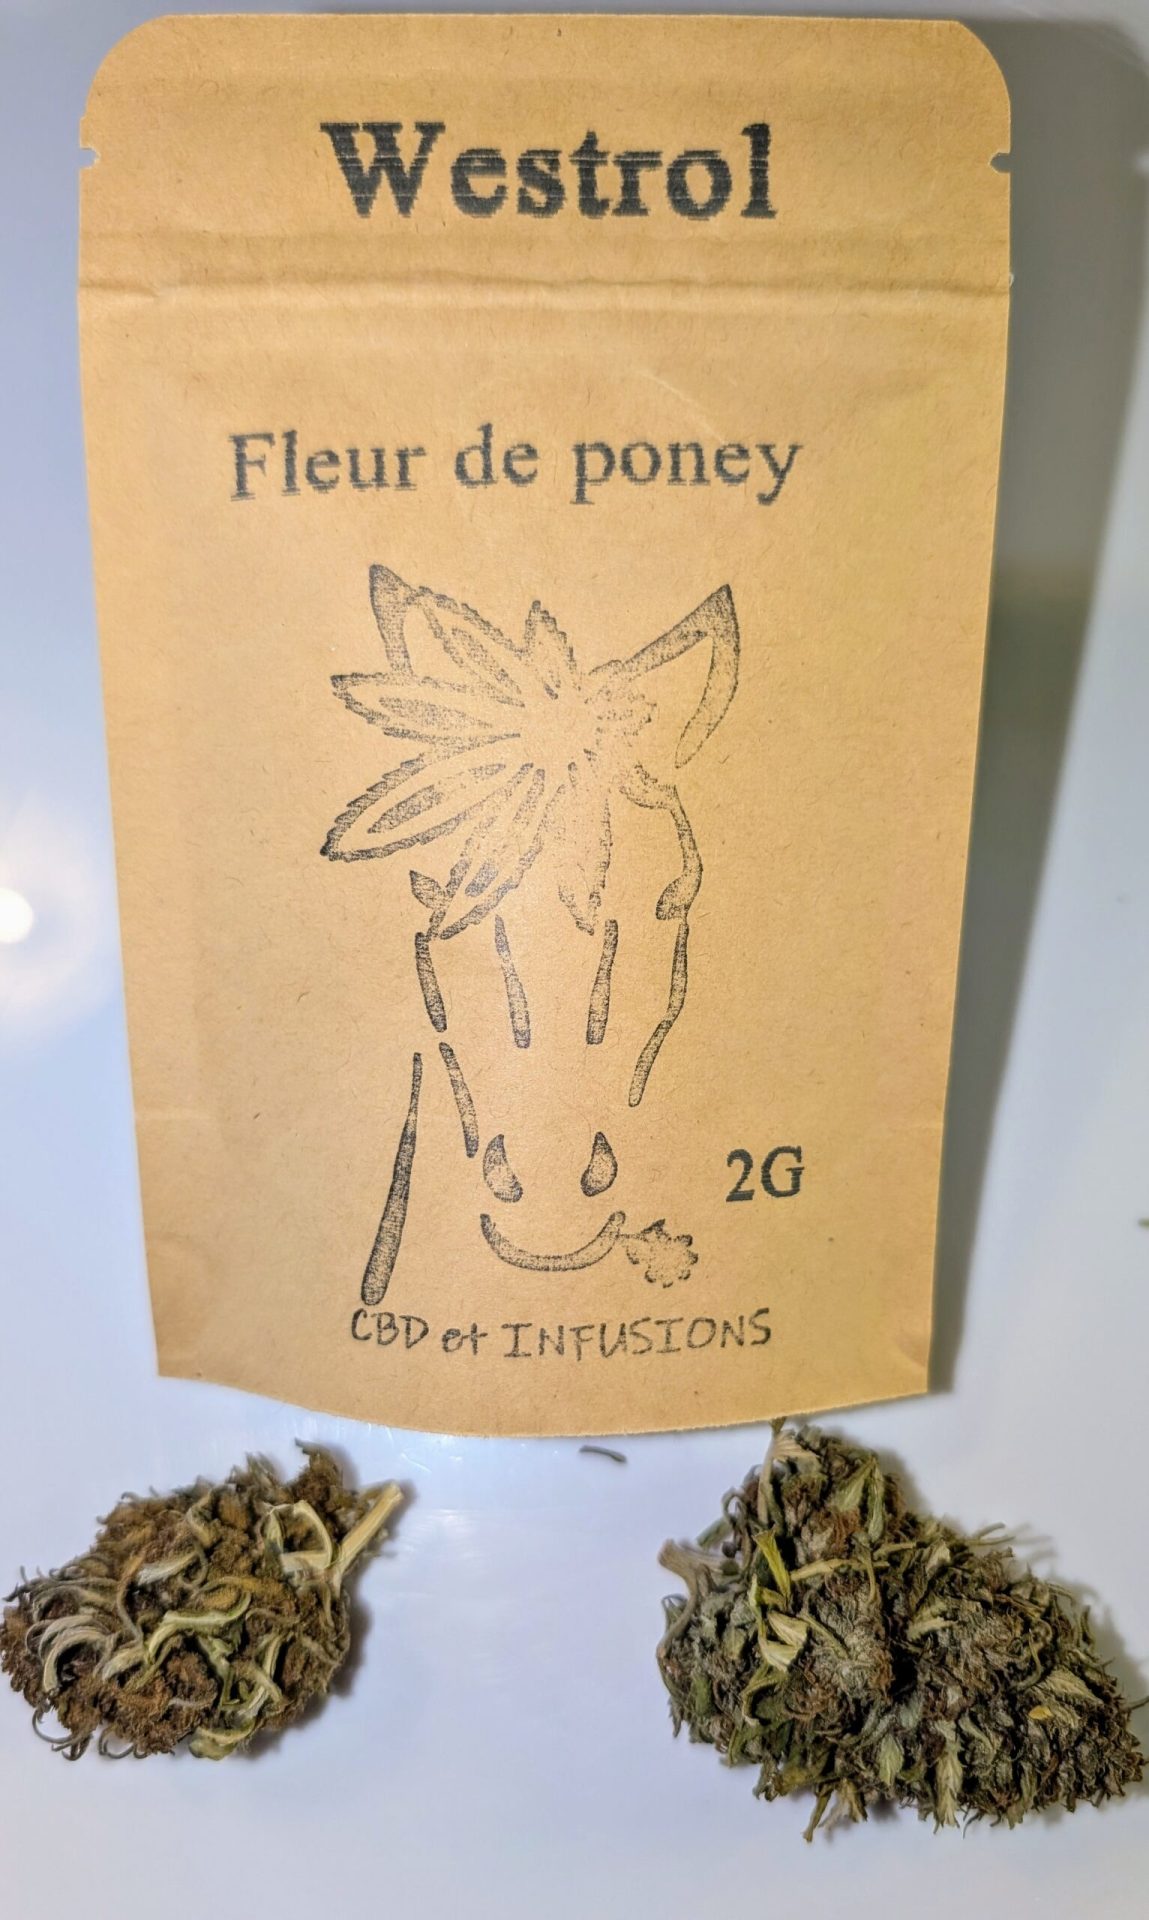 Westrol
Fleur de poney
2G
CBD et INFUSIONS